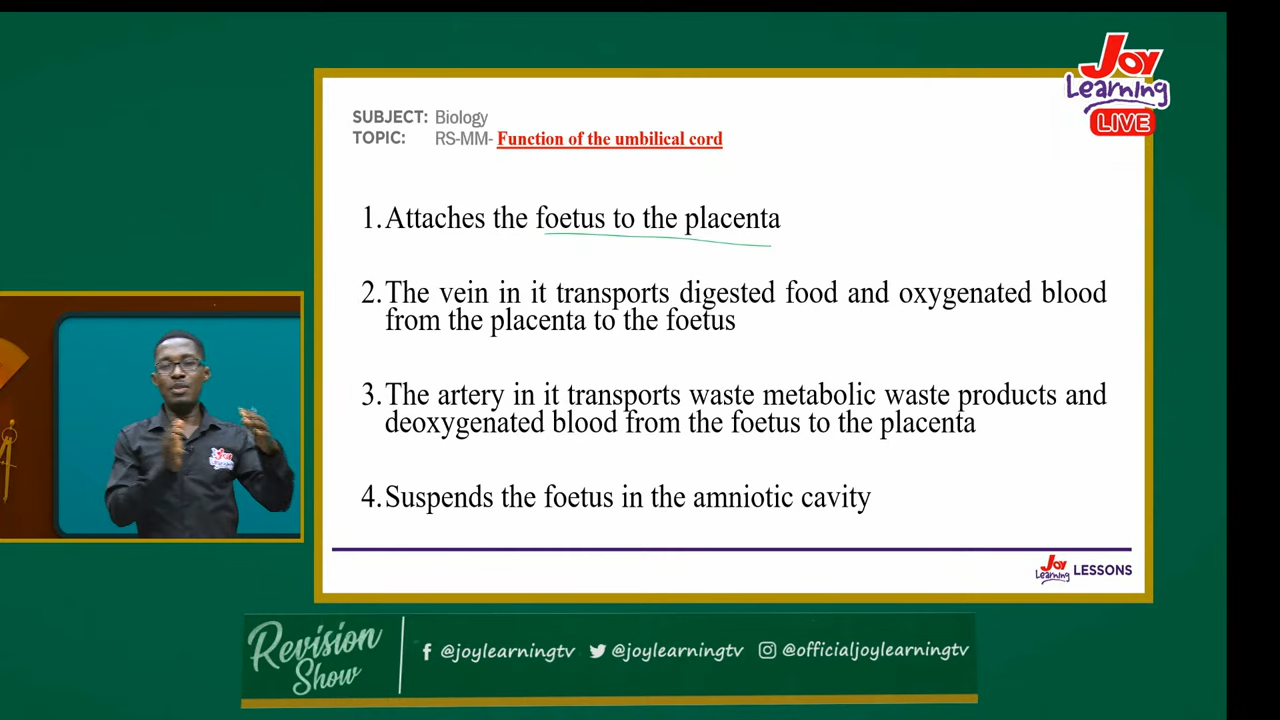 Joy
Learning
LIVE
SUBJECT: Biology
TOPIC: RS-MM- Function of the umbilical cord
1. Attaches the foetus to the placenta
2. The vein in it transports digested food and oxygenated blood
from the placenta to the foetus
3. The artery in it transports waste metabolic waste products and
deoxygenated blood from the foetus to the placenta
4. Suspends the foetus in the amniotic cavity
Joy
Learning LESSONS
Revision
Show
@joylearningtv @joylearningtv @officialjoylearningtv